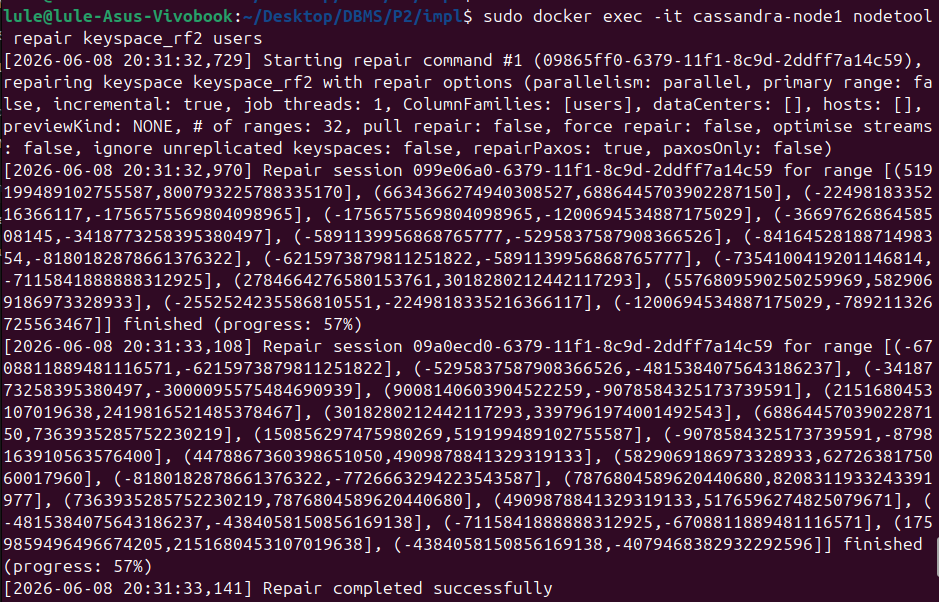 lule@lule-Asus-Vivobook:~/Desktop/DBMS/P2/impl$ sudo docker exec -it cassandra-node1 nodetool
 repair keyspace_rf2 users
[2026-06-08 20:31:32,729] Starting repair command #1 (09865ff0-6379-11f1-8c9d-2ddff7a14c59),
repairing keyspace keyspace_rf2 with repair options (parallelism: parallel, primary range: fa
lse, incremental: true, job threads: 1, ColumnFamilies: [users], dataCenters: [], hosts: [],
previewKind: NONE, # of ranges: 32, pull repair: false, force repair: false, optimise streams
: false, ignore unreplicated keyspaces: false, repairPaxos: true, paxosOnly: false)
[2026-06-08 20:31:32,970] Repair session 099e06a0-6379-11f1-8c9d-2ddff7a14c59 for range [(519
199489102755587,800793225788335170], (6634366274940308527,6886445703902287150], (-22498183352
16366117,-1756575569804098965], (-1756575569804098965,-1200694534887175029], (-36697626864585
08145,-3418773258395380497], (-5891139956868765777,-5295837587908366526], (-84164528188714983
54,-8180182878661376322], (-6215973879811251822,-5891139956868765777], (-7354100419201146814,
-7115841888888312925], (2784664276580153761,3018280212442117293], (5576809590250259969,582906
9186973328933], (-2552524235586810551,-2249818335216366117], (-1200694534887175029,-789211326
725563467]] finished (progress: 57%)
[2026-06-08 20:31:33,108] Repair session 09a0ecd0-6379-11f1-8c9d-2ddff7a14c59 for range [(-67
08811889481116571,-6215973879811251822], (-5295837587908366526,-4815384075643186237], (-34187
73258395380497,-3000095575484690939], (9008140603904522259,-9078584325173739591], (2151680453
107019638,2419816521485378467], (3018280212442117293,3397961974001492543], (68864457039022871
50,7363935285752230219], (150856297475980269,519199489102755587], (-9078584325173739591,-8798
163910563576400], (4478867360398651050,4909878841329319133], (5829069186973328933,62726381750
60017960], (-8180182878661376322,-7726663294223543587], (7876804589620440680,8208311933243391
977], (7363935285752230219,7876804589620440680], (4909878841329319133,5176596274825079671], (
-4815384075643186237,-4384058150856169138], (-7115841888888312925,-6708811889481116571], (175
9859496496674205,2151680453107019638], (-4384058150856169138,-4079468382932292596]] finished
(progress: 57%)
[2026-06-08 20:31:33,141] Repair completed successfully